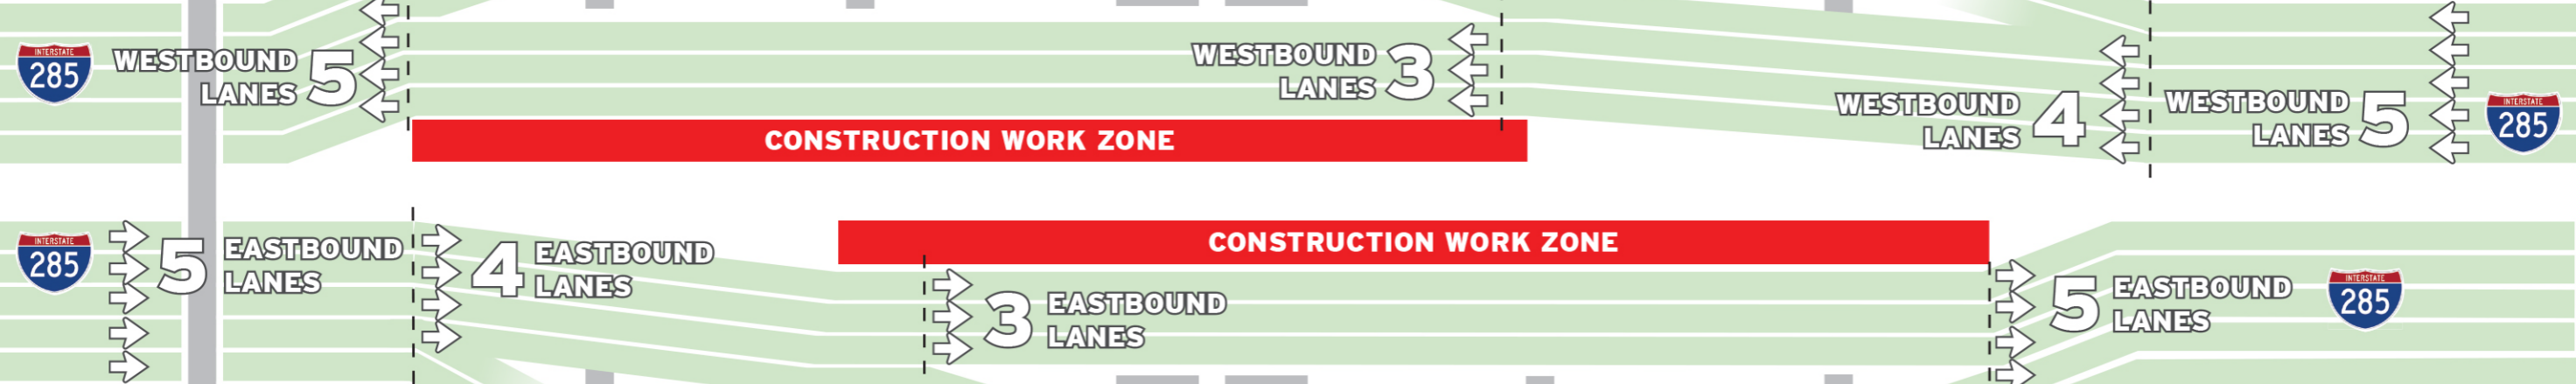 INTERSTATE
285
WESTBOUND
LANES
5
WESTBOUND
LANES
3
WESTBOUND
LANES
4
WESTBOUND
LANES
5
INTERSTATE
285
CONSTRUCTION WORK ZONE
CONSTRUCTION WORK ZONE
INTERSTATE
285
5
EASTBOUND
LANES
4
EASTBOUND
LANES
3
EASTBOUND
LANES
5
EASTBOUND
LANES
INTERSTATE
285